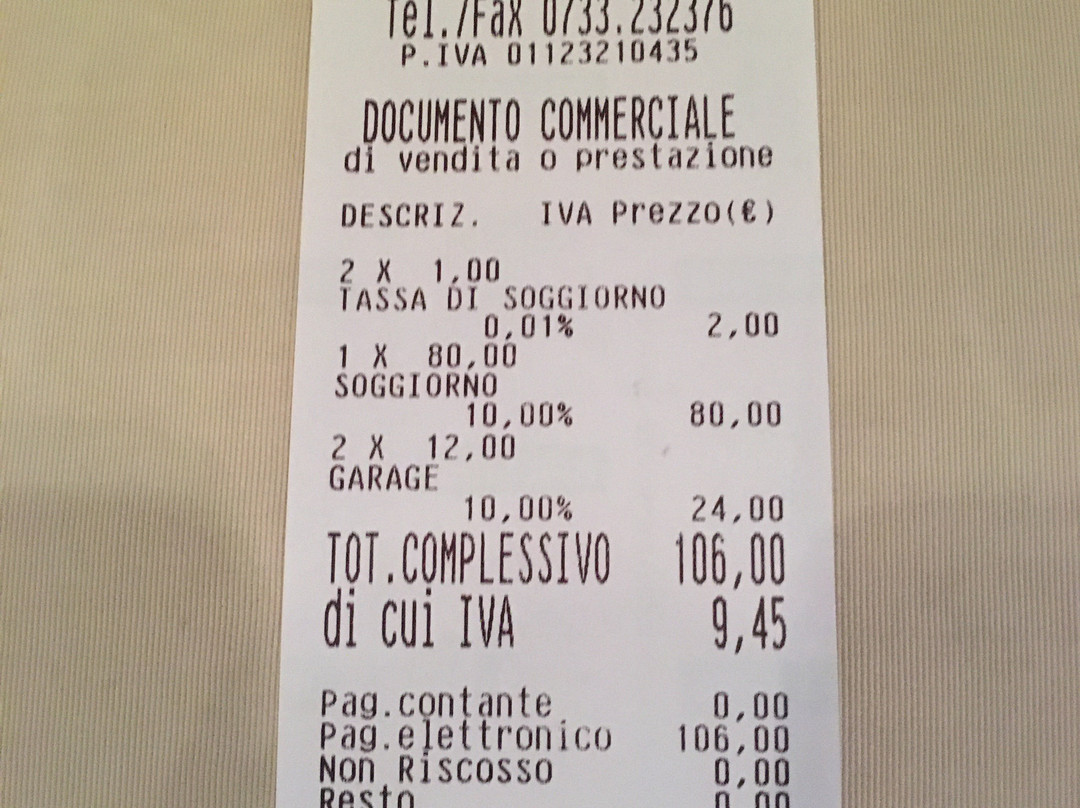 Tel./Fax 0733.232376
P.IVA 01123210435
DOCUMENTO COMMERCIALE
di vendita o prestazione
DESCRIZ. IVA Prezzo(€)
2 X 1,00
TASSA DI SOGGIORNO
0,01% 2,00
1 X 80,00
SOGGIORNO
10,00% 80,00
2 X 12,00
GARAGE
10,00% 24,00
TOT.COMPLESSIVO 106,00
di cui IVA 9,45
Pag.contante 0,00
Pag.elettronico 106,00
Non Riscosso 0,00
Resto 0,00